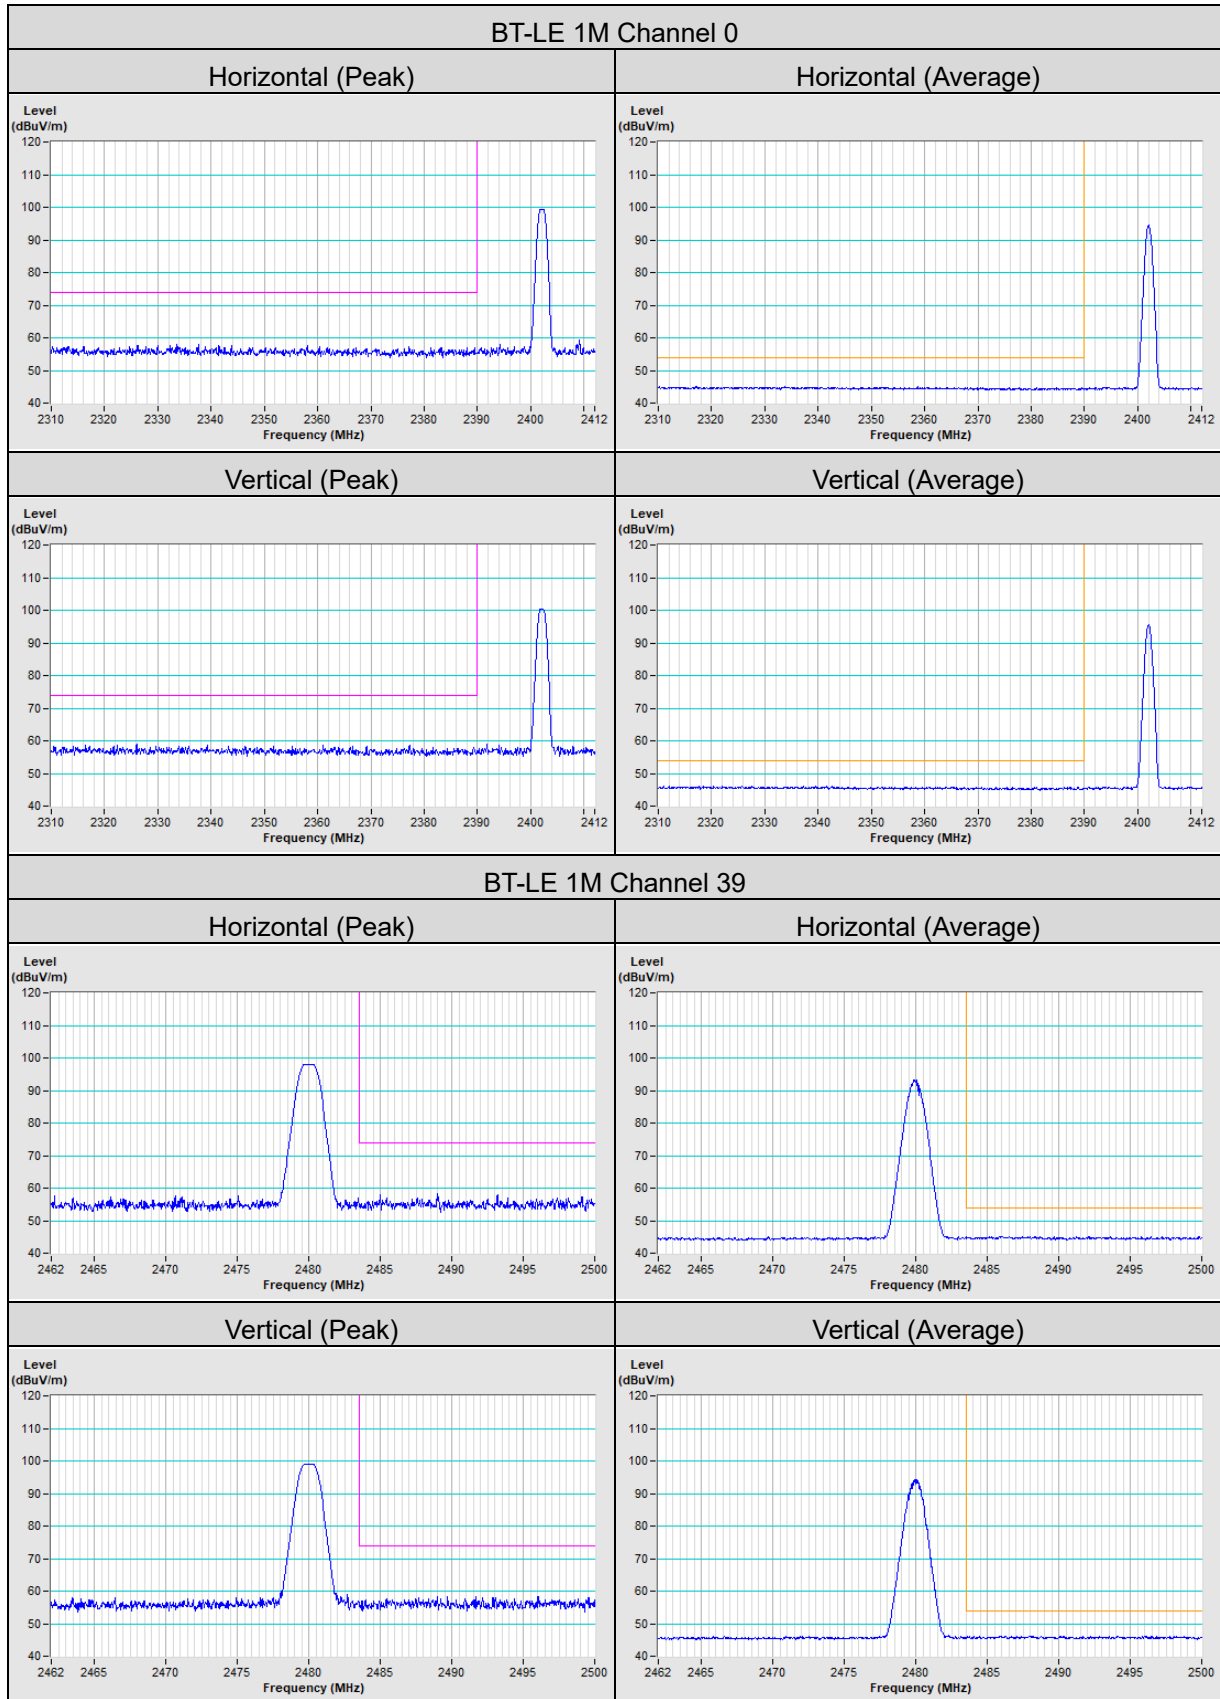 BT-LE 1M Channel 0
Horizontal (Peak)
Horizontal (Average)
Level
(dBuV/m)
120
110
100
90
80
70
60
50
40
2310 2320 2330 2340 2350 2360 2370 2380 2390 2400 2412
Frequency (MHz)
Level
(dBuV/m)
120
110
100
90
80
70
60
50
40
2310 2320 2330 2340 2350 2360 2370 2380 2390 2400 2412
Frequency (MHz)
Vertical (Peak)
Vertical (Average)
Level
(dBuV/m)
120
110
100
90
80
70
60
50
40
2310 2320 2330 2340 2350 2360 2370 2380 2390 2400 2412
Frequency (MHz)
Level
(dBuV/m)
120
110
100
90
80
70
60
50
40
2310 2320 2330 2340 2350 2360 2370 2380 2390 2400 2412
Frequency (MHz)
BT-LE 1M Channel 39
Horizontal (Peak)
Horizontal (Average)
Level
(dBuV/m)
120
110
100
90
80
70
60
50
40
2462 2465 2470 2475 2480 2485 2490 2495 2500
Frequency (MHz)
Level
(dBuV/m)
120
110
100
90
80
70
60
50
40
2462 2465 2470 2475 2480 2485 2490 2495 2500
Frequency (MHz)
Vertical (Peak)
Vertical (Average)
Level
(dBuV/m)
120
110
100
90
80
70
60
50
40
2462 2465 2470 2475 2480 2485 2490 2495 2500
Frequency (MHz)
Level
(dBuV/m)
120
110
100
90
80
70
60
50
40
2462 2465 2470 2475 2480 2485 2490 2495 2500
Frequency (MHz)